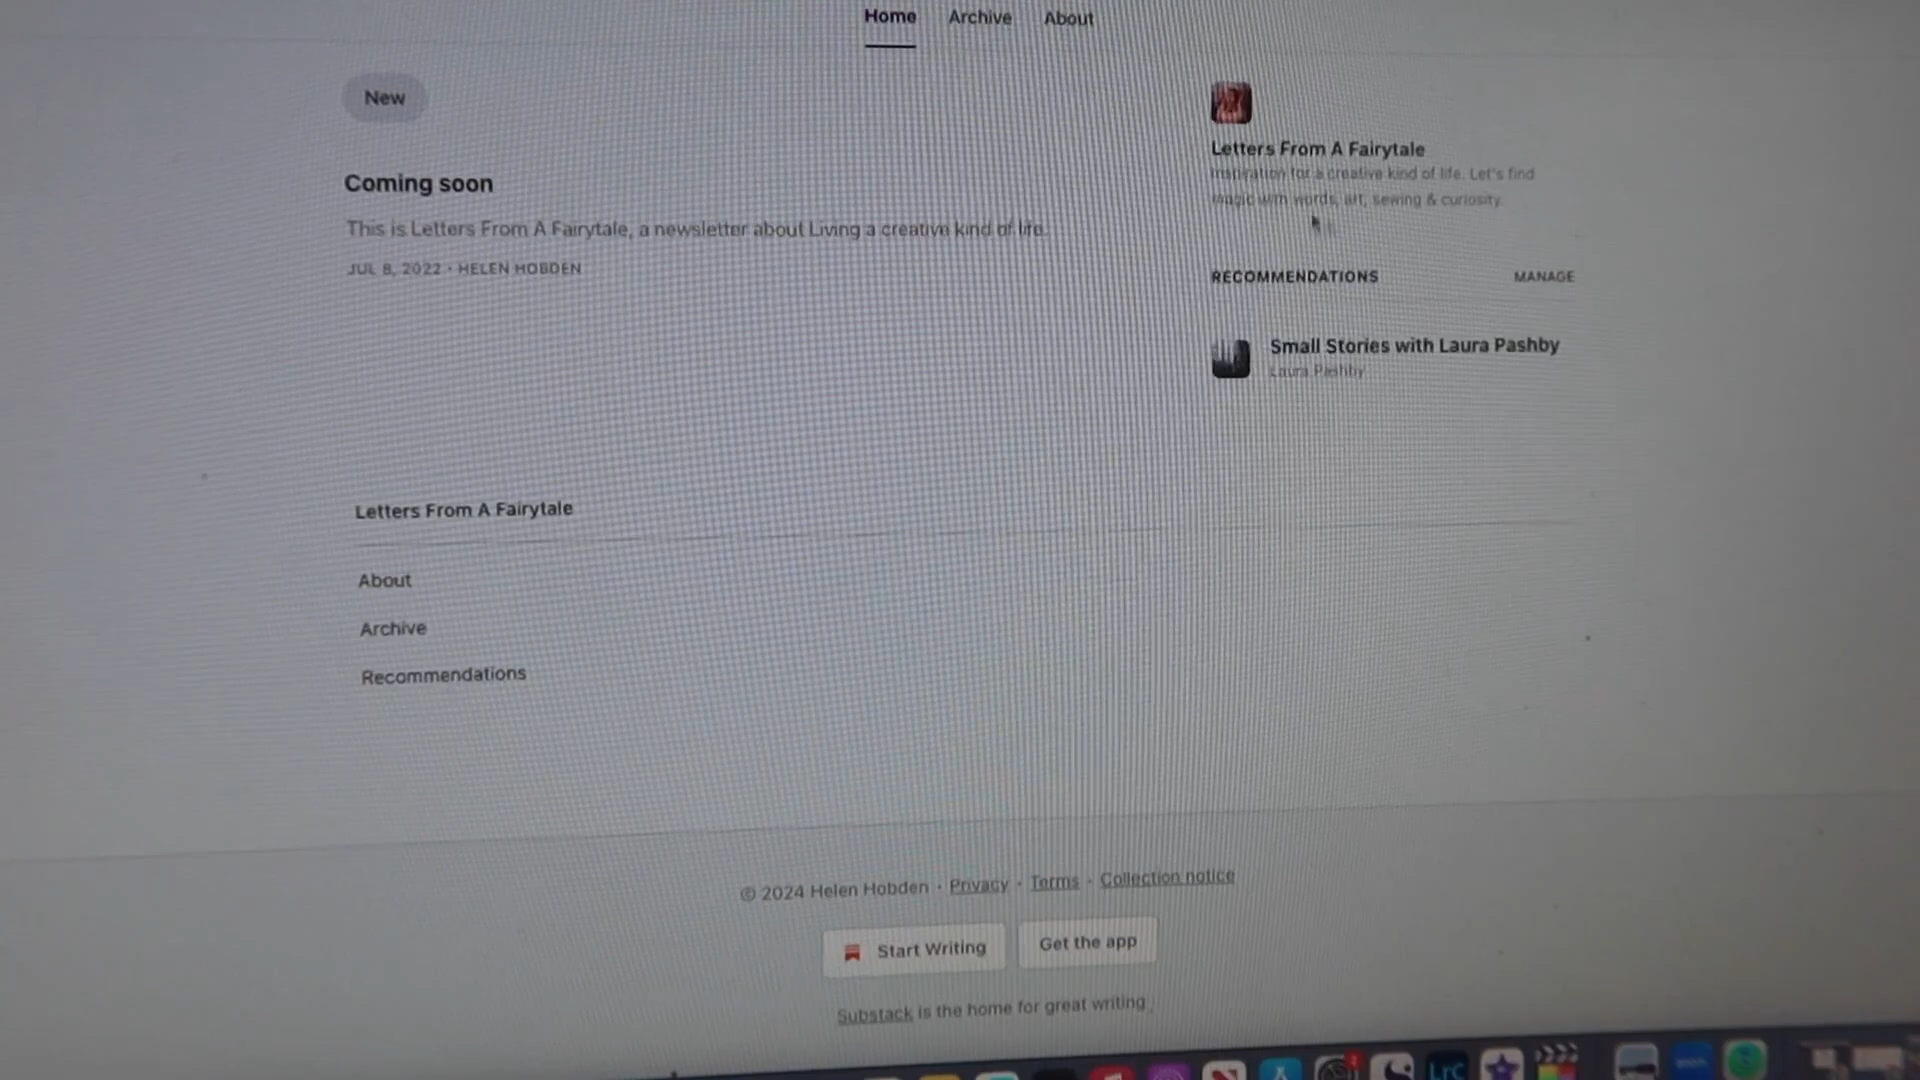 Home Archive About
New
Coming soon
This is Letters From A Fairytale, a newsletter about Living a creative kind of life.
JUL 8, 2022 · HELEN HOBDEN
Letters From A Fairytale
Inspiration for a creative kind of life. Let's find
magic with words, art, sewing & curiosity.
RECOMMENDATIONS MANAGE
Small Stories with Laura Pashby
Laura Pashby
Letters From A Fairytale
About
Archive
Recommendations
© 2024 Helen Hobden · Privacy · Terms · Collection notice
Start Writing
Get the app
Substack is the home for great writing
LrC
zoom